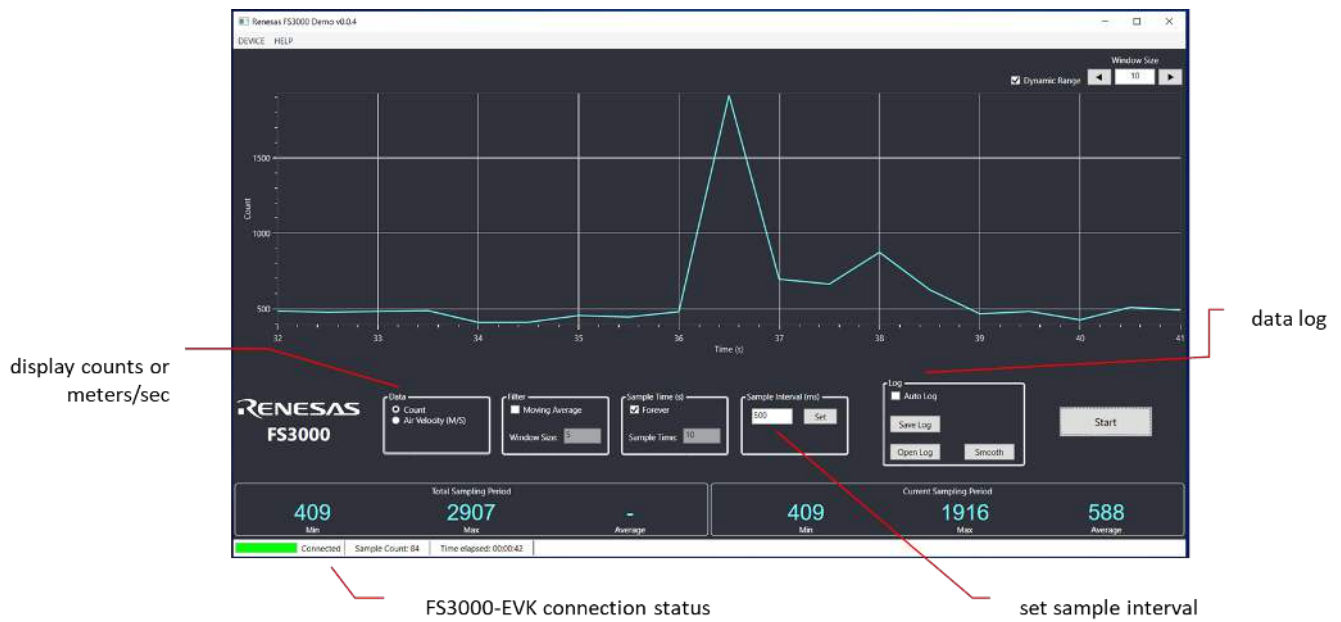 Renesas FS3000 Demo v0.0.4
DEVICE HELP
Window Size
Dynamic Range
10
1500
1000
500
Count
32 33 34 35 36 37 38 39 40 41
Time (s)
data log
display counts or
meters/sec
RENESAS
FS3000
Data
Count
Air Velocity (M/S)
Filter
Moving Average
Window Size: 5
Sample Time (s)
Forever
Sample Time: 10
Sample Interval (ms)
500 Set
Log
Auto Log
Save Log
Open Log Smooth
Start
Total Sampling Period
409 2907 -
Min Max Average
Current Sampling Period
409 1916 588
Min Max Average
Connected Sample Count: 84 Time elapsed: 00:00:42
FS3000-EVK connection status
set sample interval